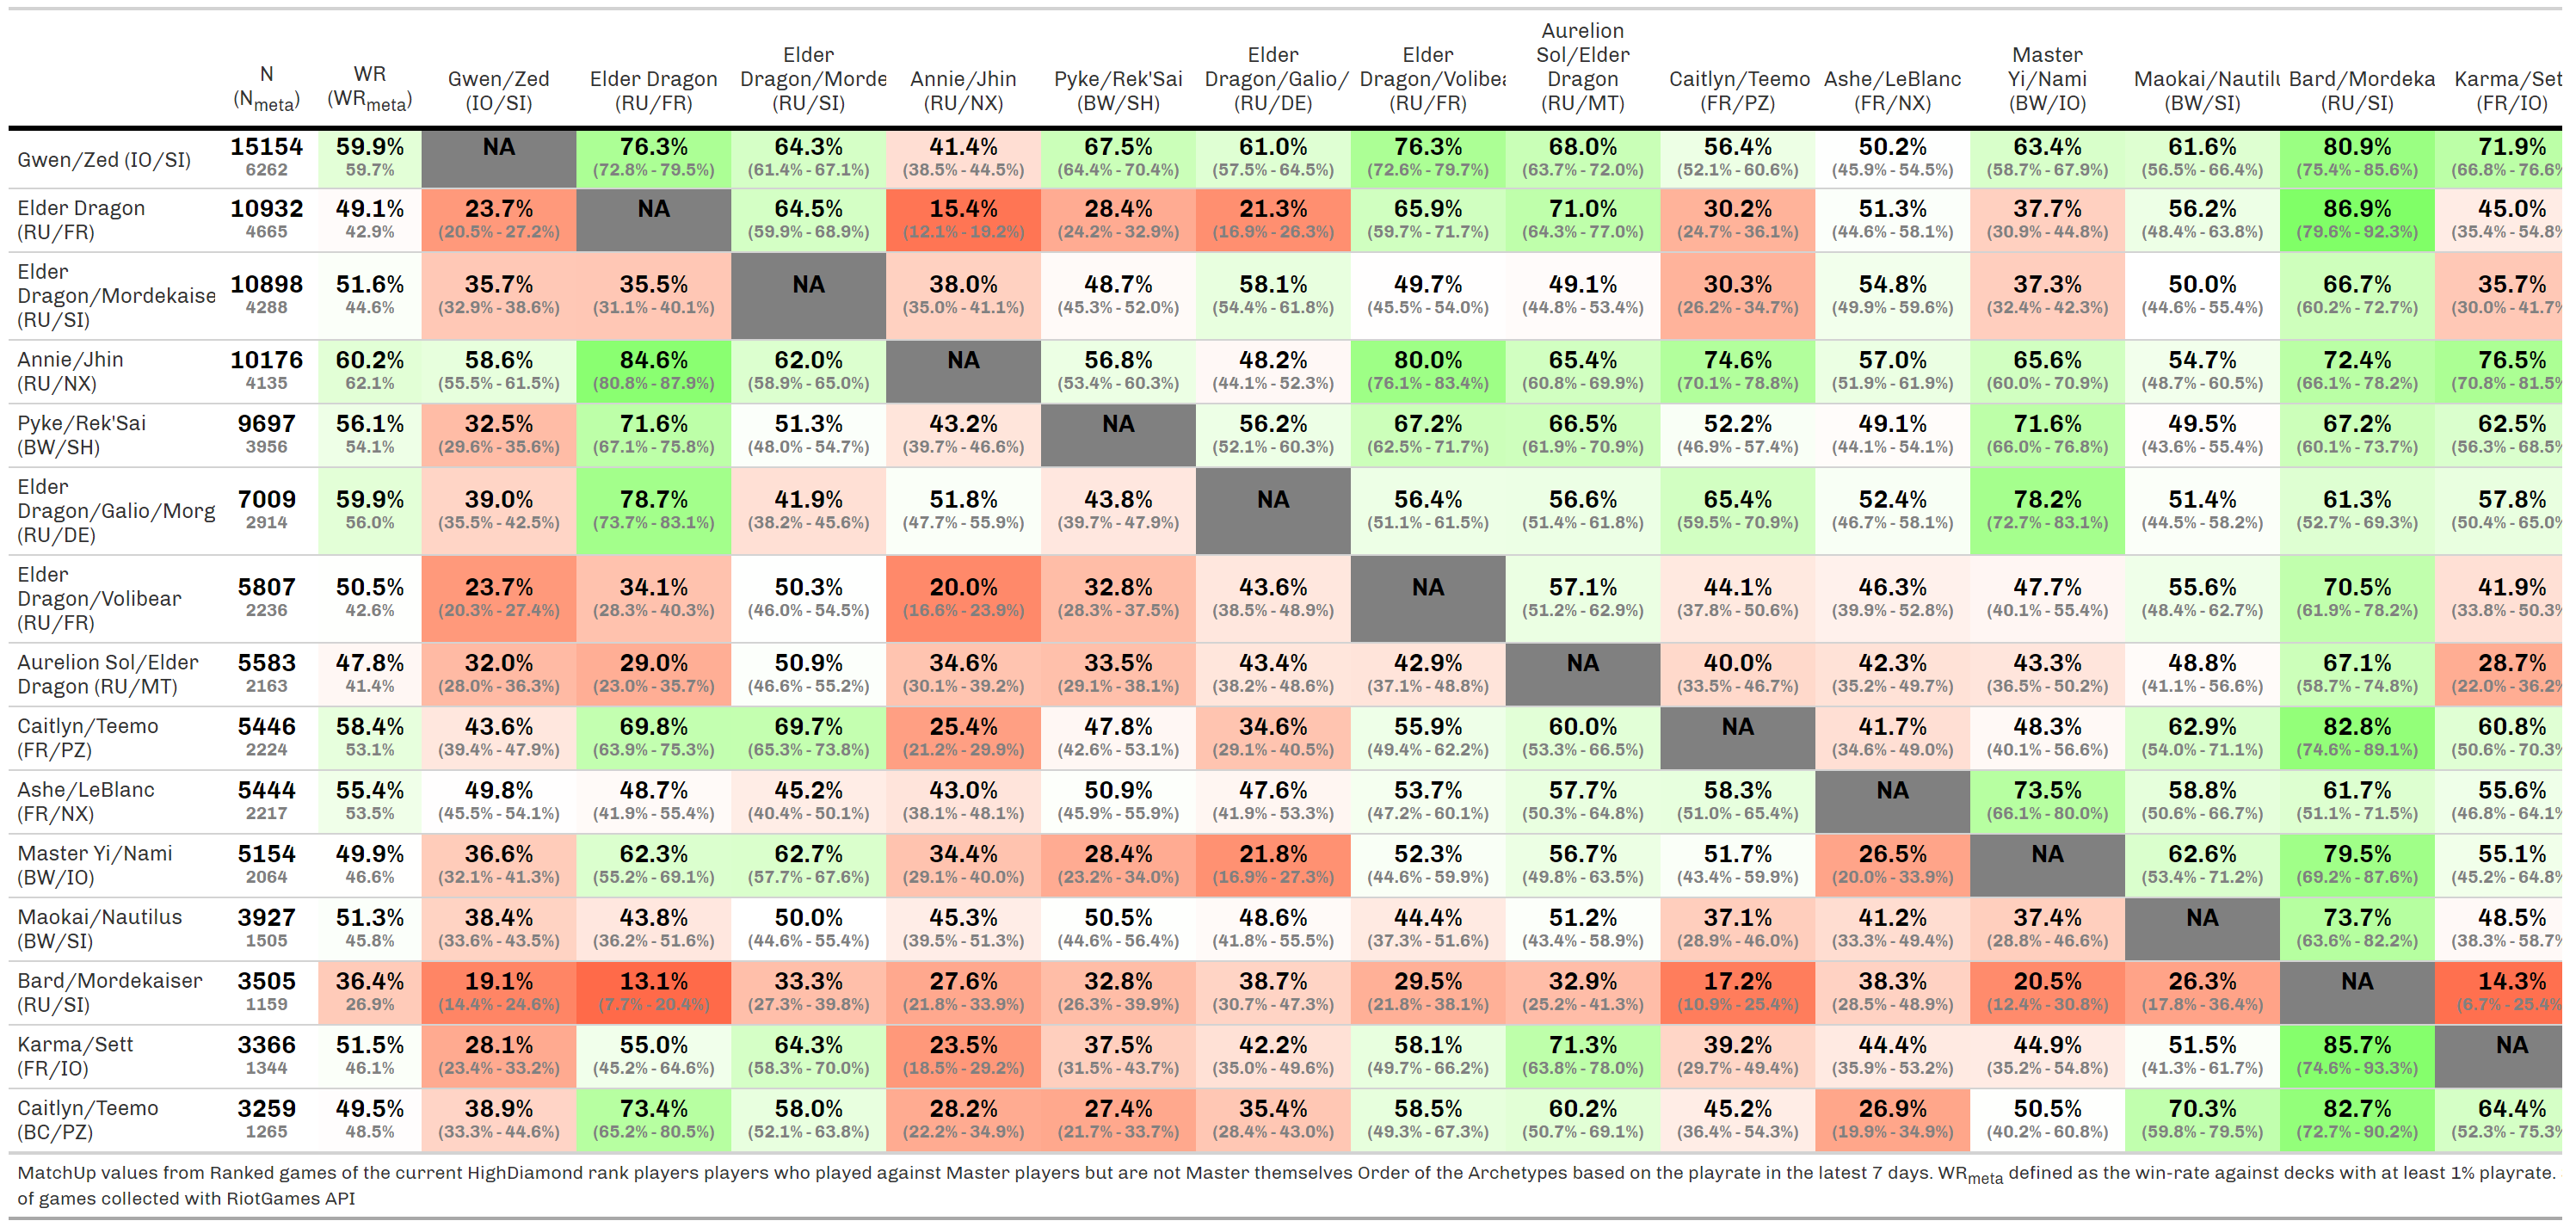 N (Nmeta) WR (WRmeta) Gwen/Zed (IO/SI) Elder Dragon (RU/FR) Elder Dragon/Morde (RU/SI) Annie/Jhin (RU/NX) Pyke/Rek'Sai (BW/SH) Elder Dragon/Galio/ (RU/DE) Elder Dragon/Volibea (RU/FR) Aurelion Sol/Elder Dragon (RU/MT) Caitlyn/Teemo (FR/PZ) Ashe/LeBlanc (FR/NX) Master Yi/Nami (BW/IO) Maokai/Nautilu (BW/SI) Bard/Mordeka (RU/SI) Karma/Sett (FR/IO)
Gwen/Zed (IO/SI) 15154 59.9% NA 76.3% 64.3% 41.4% 67.5% 61.0% 76.3% 68.0% 56.4% 50.2% 63.4% 61.6% 80.9% 71.9%
6262 59.7% (72.8% - 79.5%) (61.4% - 67.1%) (38.5% - 44.5%) (64.4% - 70.4%) (57.5% - 64.5%) (72.6% - 79.7%) (63.7% - 72.0%) (52.1% - 60.6%) (45.9% - 54.5%) (58.7% - 67.9%) (56.5% - 66.4%) (75.4% - 85.6%) (66.8% - 76.6%
Elder Dragon 10932 49.1% 23.7% NA 64.5% 15.4% 28.4% 21.3% 65.9% 71.0% 30.2% 51.3% 37.7% 56.2% 86.9% 45.0%
(RU/FR) 4665 42.9% (20.5% - 27.2%) (59.9% - 68.9%) (12.1% - 19.2%) (24.2% - 32.9%) (16.9% - 26.3%) (59.7% - 71.7%) (64.3% - 77.0%) (24.7% - 36.1%) (44.6% - 58.1%) (30.9% - 44.8%) (48.4% - 63.8%) (79.6% - 92.3%) (35.4% - 54.8%
Elder
Dragon/Mordekaise 10898 51.6% 35.7% 35.5% NA 38.0% 48.7% 58.1% 49.7% 49.1% 30.3% 54.8% 37.3% 50.0% 66.7% 35.7%
(RU/SI) 4288 44.6% (32.9% - 38.6%) (31.1% - 40.1%) (35.0% - 41.1%) (45.3% - 52.0%) (54.4% - 61.8%) (45.5% - 54.0%) (44.8% - 53.4%) (26.2% - 34.7%) (49.9% - 59.6%) (32.4% - 42.3%) (44.6% - 55.4%) (60.2% - 72.7%) (30.0% - 41.7%
Annie/Jhin 10176 60.2% 58.6% 84.6% 62.0% NA 56.8% 48.2% 80.0% 65.4% 74.6% 57.0% 65.6% 54.7% 72.4% 76.5%
(RU/NX) 4135 62.1% (55.5% - 61.5%) (80.8% - 87.9%) (58.9% - 65.0%) (53.4% - 60.3%) (44.1% - 52.3%) (76.1% - 83.4%) (60.8% - 69.9%) (70.1% - 78.8%) (51.9% - 61.9%) (60.0% - 70.9%) (48.7% - 60.5%) (66.1% - 78.2%) (70.8% - 81.5%
Pyke/Rek'Sai 9697 56.1% 32.5% 71.6% 51.3% 43.2% NA 56.2% 67.2% 66.5% 52.2% 49.1% 71.6% 49.5% 67.2% 62.5%
(BW/SH) 3956 54.1% (29.6% - 35.6%) (67.1% - 75.8%) (48.0% - 54.7%) (39.7% - 46.6%) (52.1% - 60.3%) (62.5% - 71.7%) (61.9% - 70.9%) (46.9% - 57.4%) (44.1% - 54.1%) (66.0% - 76.8%) (43.6% - 55.4%) (60.1% - 73.7%) (56.3% - 68.5%
Elder
Dragon/Galio/Morg 7009 59.9% 39.0% 78.7% 41.9% 51.8% 43.8% NA 56.4% 56.6% 65.4% 52.4% 78.2% 51.4% 61.3% 57.8%
(RU/DE) 2914 56.0% (35.5% - 42.5%) (73.7% - 83.1%) (38.2% - 45.6%) (47.7% - 55.9%) (39.7% - 47.9%) (51.1% - 61.5%) (51.4% - 61.8%) (59.5% - 70.9%) (46.7% - 58.1%) (72.7% - 83.1%) (44.5% - 58.2%) (52.7% - 69.3%) (50.4% - 65.0%
Elder
Dragon/Volibear 5807 50.5% 23.7% 34.1% 50.3% 20.0% 32.8% 43.6% NA 57.1% 44.1% 46.3% 47.7% 55.6% 70.5% 41.9%
(RU/FR) 2236 42.6% (20.3% - 27.4%) (28.3% - 40.3%) (46.0% - 54.5%) (16.6% - 23.9%) (28.3% - 37.5%) (38.5% - 48.9%) (51.2% - 62.9%) (37.8% - 50.6%) (39.9% - 52.8%) (40.1% - 55.4%) (48.4% - 62.7%) (61.9% - 78.2%) (33.8% - 50.3%
Aurelion Sol/Elder 5583 47.8% 32.0% 29.0% 50.9% 34.6% 33.5% 43.4% 42.9% NA 40.0% 42.3% 43.3% 48.8% 67.1% 28.7%
Dragon (RU/MT) 2163 41.4% (28.0% - 36.3%) (23.0% - 35.7%) (46.6% - 55.2%) (30.1% - 39.2%) (29.1% - 38.1%) (38.2% - 48.6%) (37.1% - 48.8%) (33.5% - 46.7%) (35.2% - 49.7%) (36.5% - 50.2%) (41.1% - 56.6%) (58.7% - 74.8%) (22.0% - 36.2%
Caitlyn/Teemo 5446 58.4% 43.6% 69.8% 69.7% 25.4% 47.8% 34.6% 55.9% 60.0% NA 41.7% 48.3% 62.9% 82.8% 60.8%
(FR/PZ) 2224 53.1% (39.4% - 47.9%) (63.9% - 75.3%) (65.3% - 73.8%) (21.2% - 29.9%) (42.6% - 53.1%) (29.1% - 40.5%) (49.4% - 62.2%) (53.3% - 66.5%) (34.6% - 49.0%) (40.1% - 56.6%) (54.0% - 71.1%) (74.6% - 89.1%) (50.6% - 70.3%
Ashe/LeBlanc 5444 55.4% 49.8% 48.7% 45.2% 43.0% 50.9% 47.6% 53.7% 57.7% 58.3% NA 73.5% 58.8% 61.7% 55.6%
(FR/NX) 2217 53.5% (45.5% - 54.1%) (41.9% - 55.4%) (40.4% - 50.1%) (38.1% - 48.1%) (45.9% - 55.9%) (41.9% - 53.3%) (47.2% - 60.1%) (50.3% - 64.8%) (51.0% - 65.4%) (66.1% - 80.0%) (50.6% - 66.7%) (51.1% - 71.5%) (46.8% - 64.1%
Master Yi/Nami 5154 49.9% 36.6% 62.3% 62.7% 34.4% 28.4% 21.8% 52.3% 56.7% 51.7% 26.5% NA 62.6% 79.5% 55.1%
(BW/IO) 2064 46.6% (32.1% - 41.3%) (55.2% - 69.1%) (57.7% - 67.6%) (29.1% - 40.0%) (23.2% - 34.0%) (16.9% - 27.3%) (44.6% - 59.9%) (49.8% - 63.5%) (43.4% - 59.9%) (20.0% - 33.9%) (53.4% - 71.2%) (69.2% - 87.6%) (45.2% - 64.8%
Maokai/Nautilus 3927 51.3% 38.4% 43.8% 50.0% 45.3% 50.5% 48.6% 44.4% 51.2% 37.1% 41.2% 37.4% NA 73.7% 48.5%
(BW/SI) 1505 45.8% (33.6% - 43.5%) (36.2% - 51.6%) (44.6% - 55.4%) (39.5% - 51.3%) (44.6% - 56.4%) (41.8% - 55.5%) (37.3% - 51.6%) (43.4% - 58.9%) (28.9% - 46.0%) (33.3% - 49.4%) (28.8% - 46.6%) (63.6% - 82.2%) (38.3% - 58.7%
Bard/Mordekaiser 3505 36.4% 19.1% 13.1% 33.3% 27.6% 32.8% 38.7% 29.5% 32.9% 17.2% 38.3% 20.5% 26.3% NA 14.3%
(RU/SI) 1159 26.9% (14.4% - 24.6%) (7.7% - 20.4%) (27.3% - 39.8%) (21.8% - 33.9%) (26.3% - 39.9%) (30.7% - 47.3%) (21.8% - 38.1%) (25.2% - 41.3%) (10.9% - 25.4%) (28.5% - 48.9%) (12.4% - 30.8%) (17.8% - 36.4%) (6.7% - 25.4%
Karma/Sett 3366 51.5% 28.1% 55.0% 64.3% 23.5% 37.5% 42.2% 58.1% 71.3% 39.2% 44.4% 44.9% 51.5% 85.7% NA
(FR/IO) 1344 46.1% (23.4% - 33.2%) (45.2% - 64.6%) (58.3% - 70.0%) (18.5% - 29.2%) (31.5% - 43.7%) (35.0% - 49.6%) (49.7% - 66.2%) (63.8% - 78.0%) (29.7% - 49.4%) (35.9% - 53.2%) (35.2% - 54.8%) (41.3% - 61.7%) (74.6% - 93.3%)
Caitlyn/Teemo 3259 49.5% 38.9% 73.4% 58.0% 28.2% 27.4% 35.4% 58.5% 60.2% 45.2% 26.9% 50.5% 70.3% 82.7% 64.4%
(BC/PZ) 1265 48.5% (33.3% - 44.6%) (65.2% - 80.5%) (52.1% - 63.8%) (22.2% - 34.9%) (21.7% - 33.7%) (28.4% - 43.0%) (49.3% - 67.3%) (50.7% - 69.1%) (36.4% - 54.3%) (19.9% - 34.9%) (40.2% - 60.8%) (59.8% - 79.5%) (72.7% - 90.2%) (52.3% - 75.3%
MatchUp values from Ranked games of the current HighDiamond rank players players who played against Master players but are not Master themselves Order of the Archetypes based on the playrate in the latest 7 days. WRmeta defined as the win-rate against decks with at least 1% playrate.
of games collected with RiotGames API